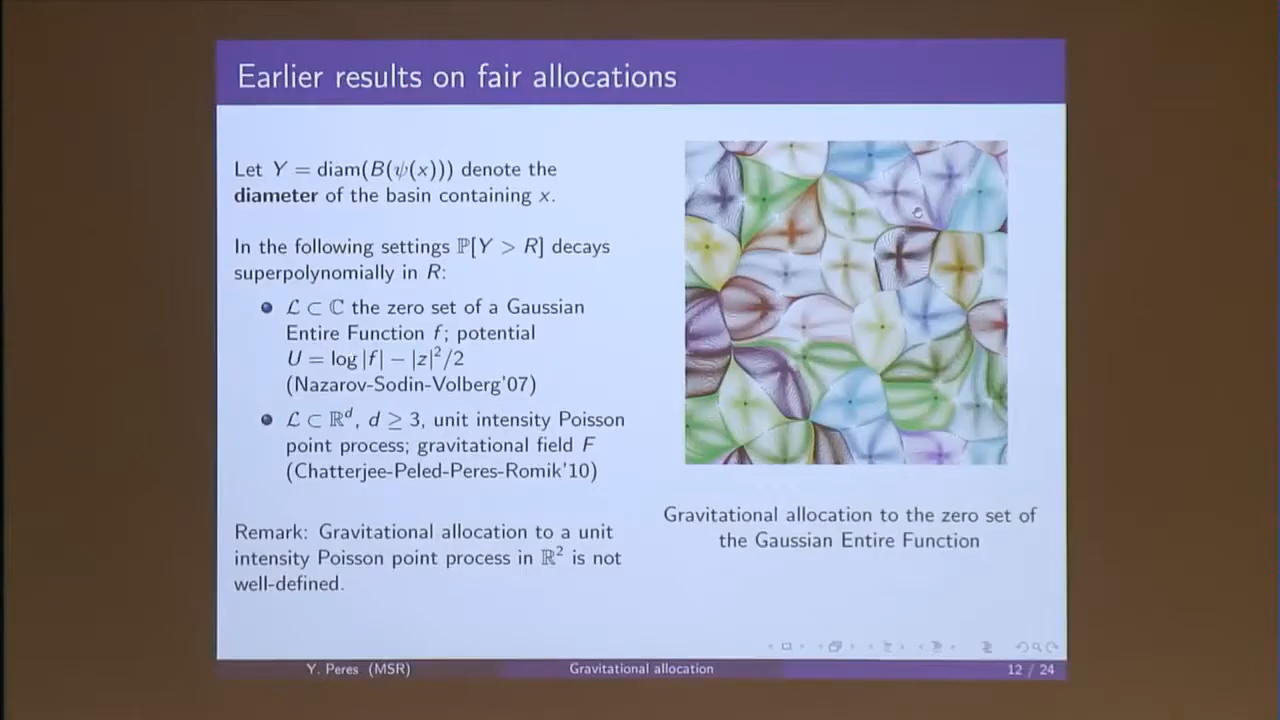 Earlier results on fair allocations
Let Y = diam(B(ψ(x))) denote the
diameter of the basin containing x.
In the following settings ℙ[Y > R] decays
superpolynomially in R:
ℒ ⊂ ℂ the zero set of a Gaussian
Entire Function f; potential
U = log|f| − |z|²/2
(Nazarov-Sodin-Volberg'07)
ℒ ⊂ ℝᵈ, d ≥ 3, unit intensity Poisson
point process; gravitational field F
(Chatterjee-Peled-Peres-Romik'10)
Remark: Gravitational allocation to a unit
intensity Poisson point process in ℝ² is not
well-defined.
Gravitational allocation to the zero set of
the Gaussian Entire Function
Y. Peres (MSR)
Gravitational allocation
12 / 24